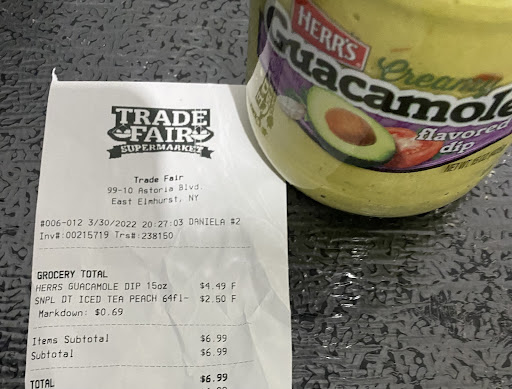 HERR'S
Creamy
Guacamole
flavored
dip
TRADE
FAIR
SUPERMARKET
Trade Fair
99-10 Astoria Blvd.
East Elmhurst, NY
#006-012 3/30/2022 20:27:03 DANIELA #2
Inv#:00215719 Trs#:238150
GROCERY TOTAL
HERRS GUACAMOLE DIP 15oz $4.49 F
SNPL DT ICED TEA PEACH 64fl- $2.50 F
Markdown: $0.69
Items Subtotal $6.99
Subtotal $6.99
TOTAL $6.99